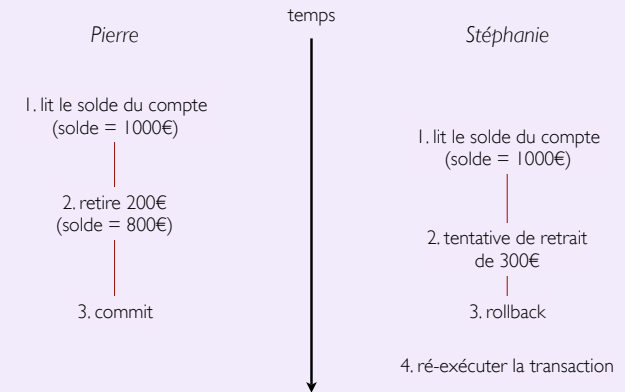 temps
Pierre
Stéphanie
1. lit le solde du compte
(solde = 1000€)
1. lit le solde du compte
(solde = 1000€)
2. retire 200€
(solde = 800€)
2. tentative de retrait
de 300€
3. commit
3. rollback
4. ré-exécuter la transaction